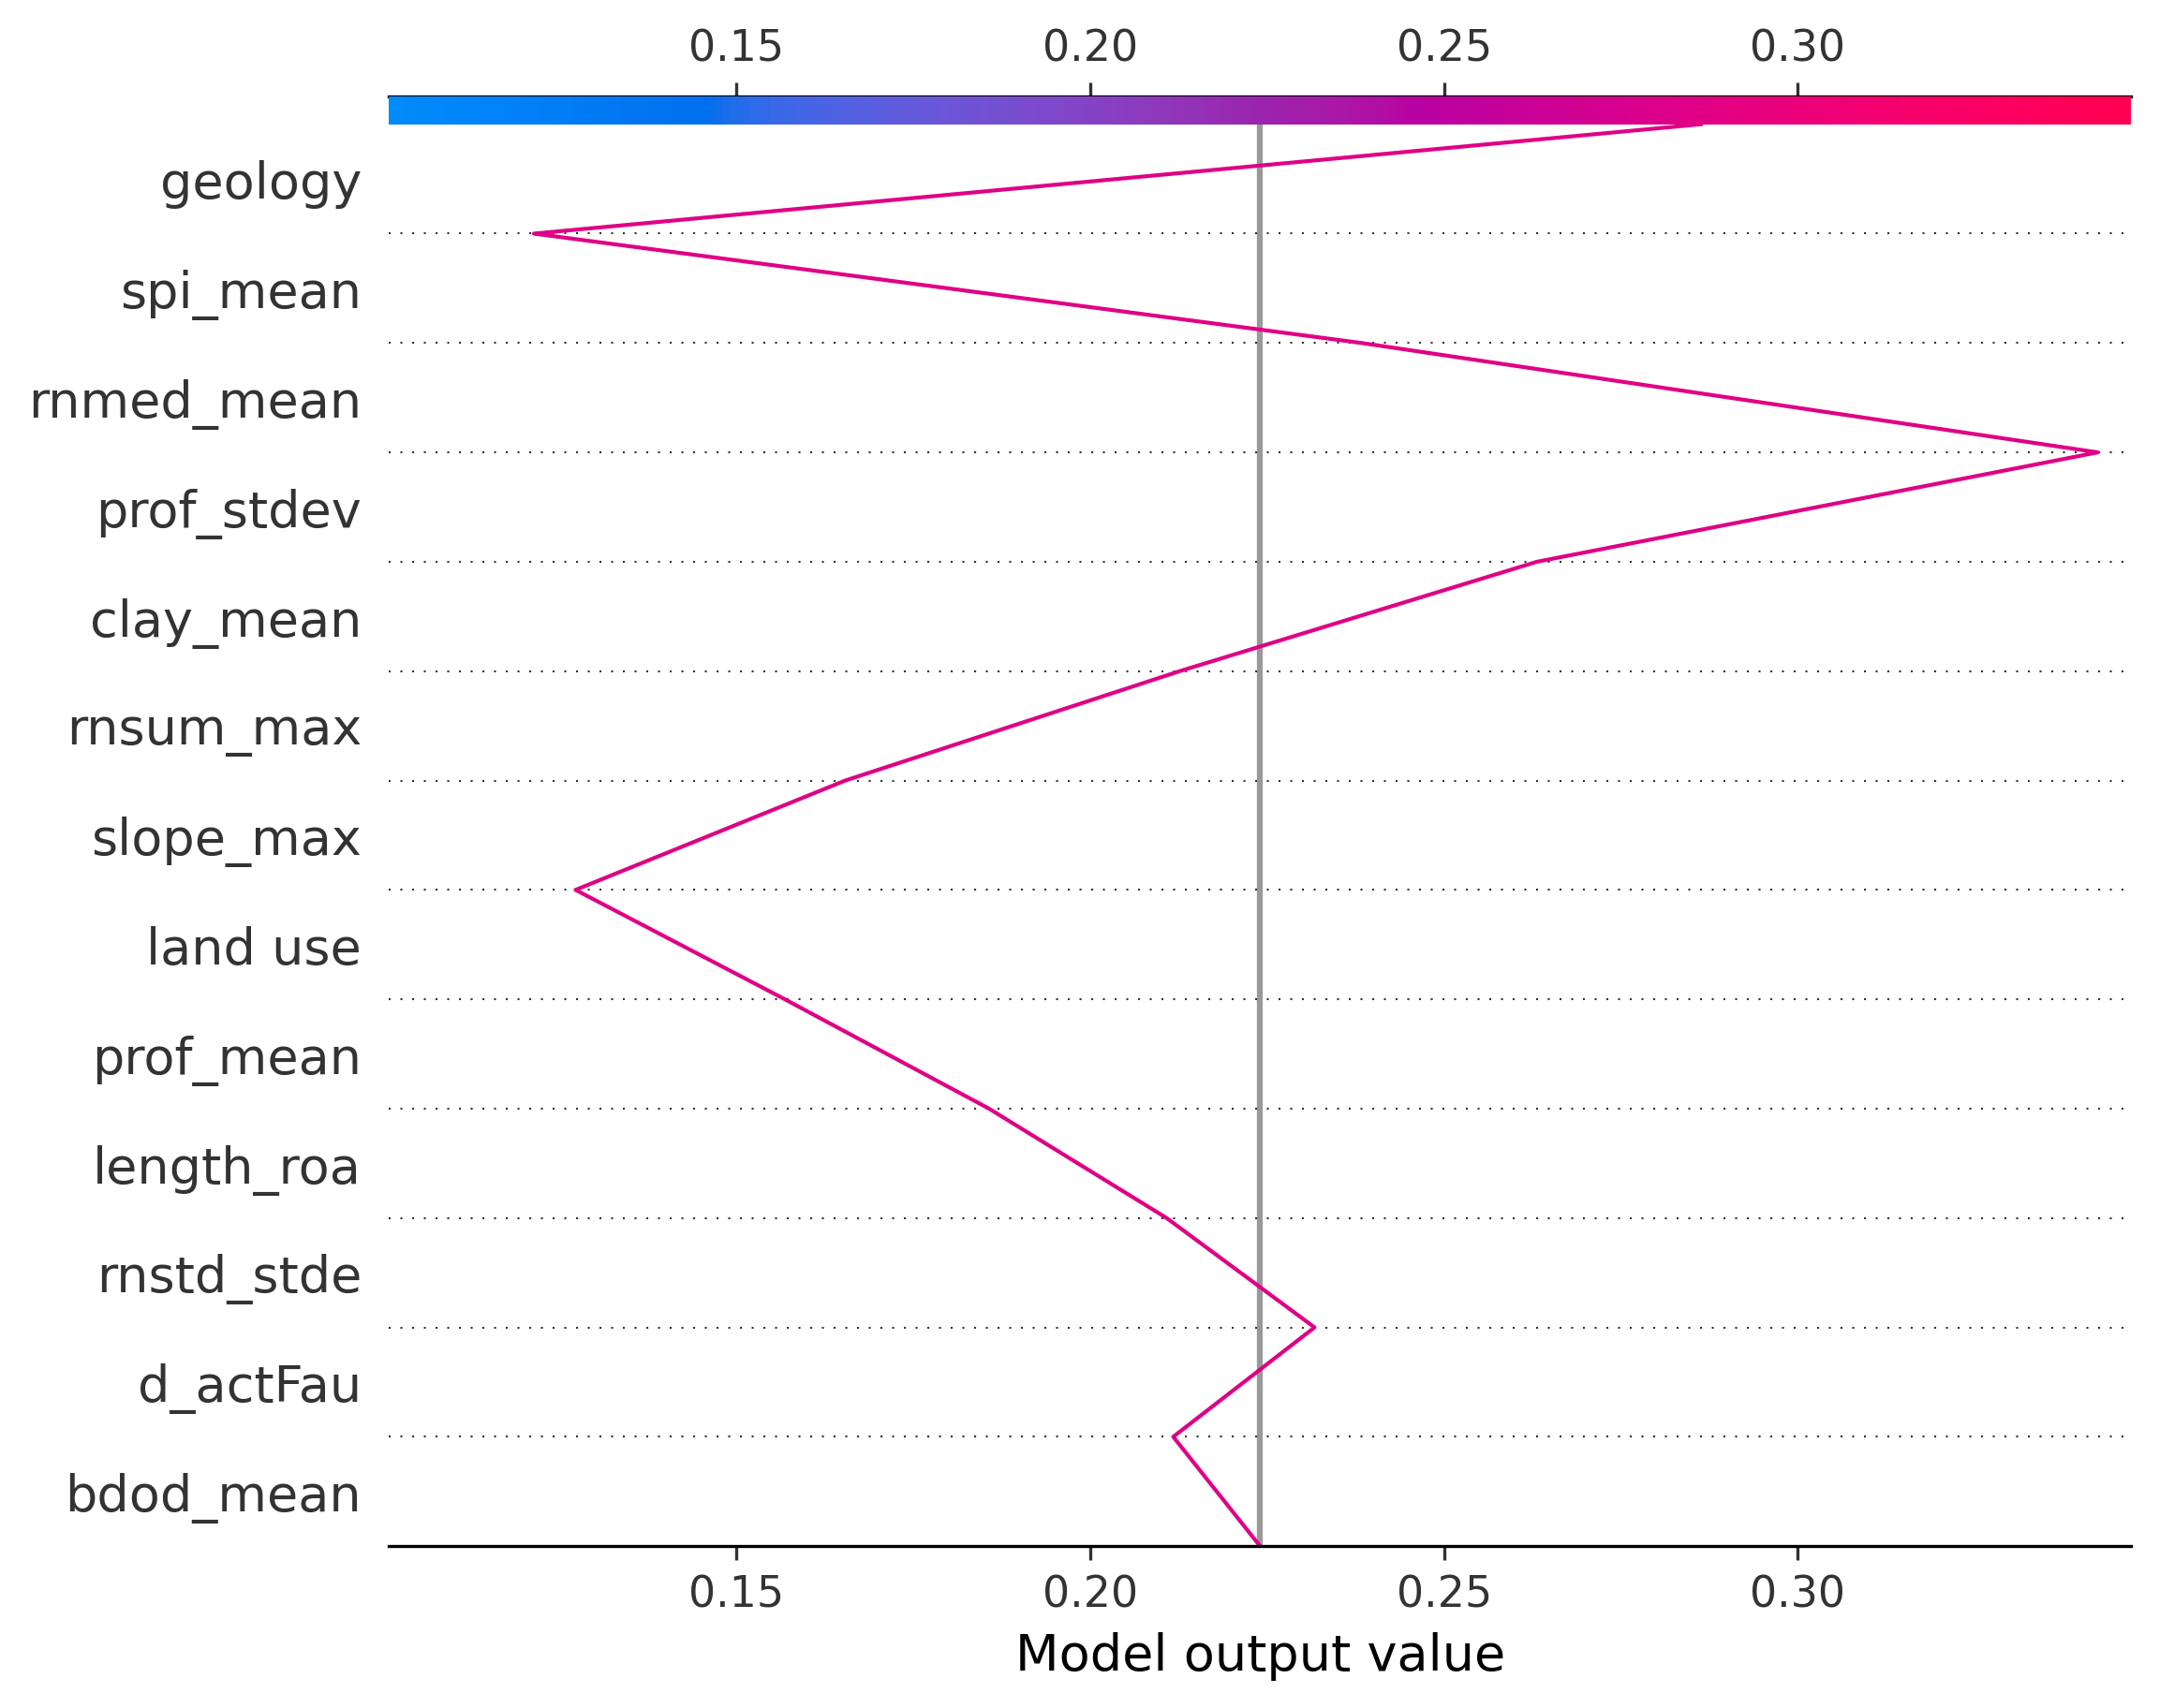 0.15 0.20 0.25 0.30
geology
spi_mean
rnmed_mean
prof_stdev
clay_mean
rnsum_max
slope_max
land use
prof_mean
length_roa
rnstd_stde
d_actFau
bdod_mean
0.15 0.20 0.25 0.30
Model output value